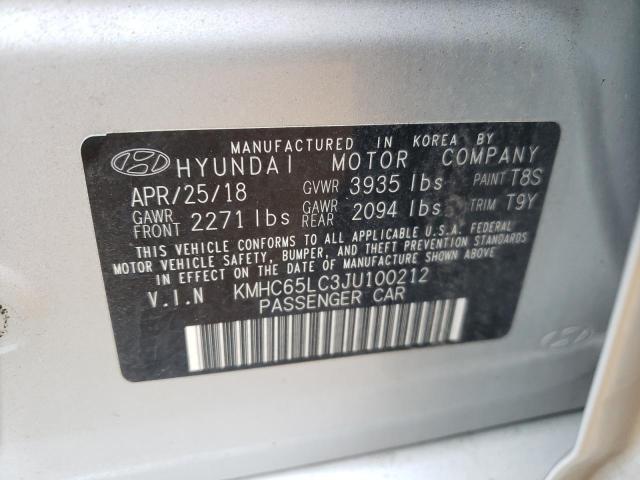 MANUFACTURED IN KOREA BY
HYUNDAI MOTOR COMPANY
APR/25/18 GVWR 3935 lbs PAINT T8S
GAWR FRONT 2271 lbs GAWR REAR 2094 lbs TRIM T9Y
THIS VEHICLE CONFORMS TO ALL APPLICABLE U.S.A. FEDERAL
MOTOR VEHICLE SAFETY, BUMPER, AND THEFT PREVENTION STANDARDS
IN EFFECT ON THE DATE OF MANUFACTURE SHOWN ABOVE.
V.I.N KMHC65LC3JU100212
PASSENGER CAR